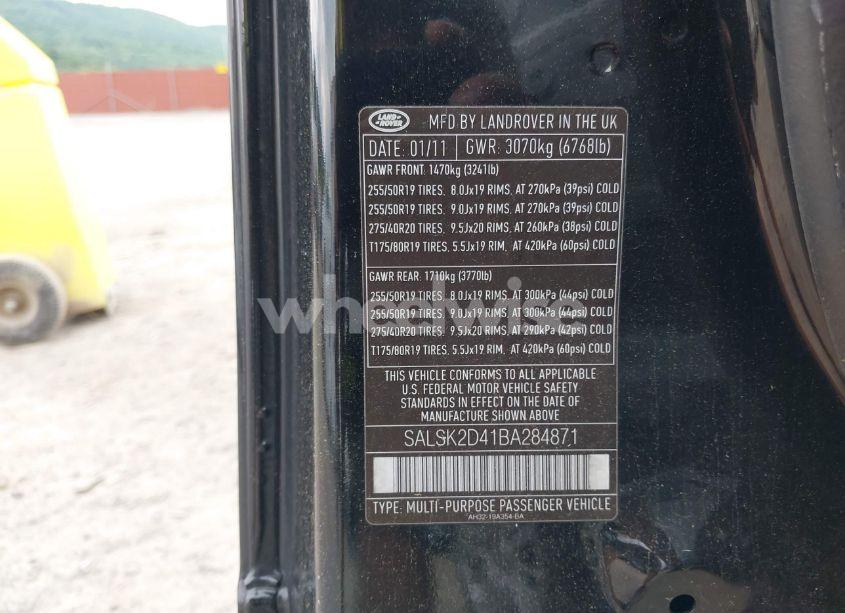 LAND ROVER
MFD BY LANDROVER IN THE UK
DATE: 01/11 GWR: 3070kg (6768lb)
GAWR FRONT: 1470kg (3241lb)
255/50R19 TIRES. 8.0Jx19 RIMS. AT 270kPa (39psi) COLD
255/50R19 TIRES. 9.0Jx19 RIMS. AT 270kPa (39psi) COLD
275/40R20 TIRES. 9.5Jx20 RIMS. AT 260kPa (38psi) COLD
T175/80R19 TIRES. 5.5Jx19 RIM. AT 420kPa (60psi) COLD
GAWR REAR: 1710kg (3770lb)
255/50R19 TIRES. 8.0Jx19 RIMS. AT 300kPa (44psi) COLD
255/50R19 TIRES. 9.0Jx19 RIMS. AT 300kPa (44psi) COLD
275/40R20 TIRES. 9.5Jx20 RIMS. AT 290kPa (42psi) COLD
T175/80R19 TIRES. 5.5Jx19 RIM. AT 420kPa (60psi) COLD
THIS VEHICLE CONFORMS TO ALL APPLICABLE
U.S. FEDERAL MOTOR VEHICLE SAFETY
STANDARDS IN EFFECT ON THE DATE OF
MANUFACTURE SHOWN ABOVE
SALSK2D41BA284871
TYPE: MULTI-PURPOSE PASSENGER VEHICLE
AH32-19A354-BA